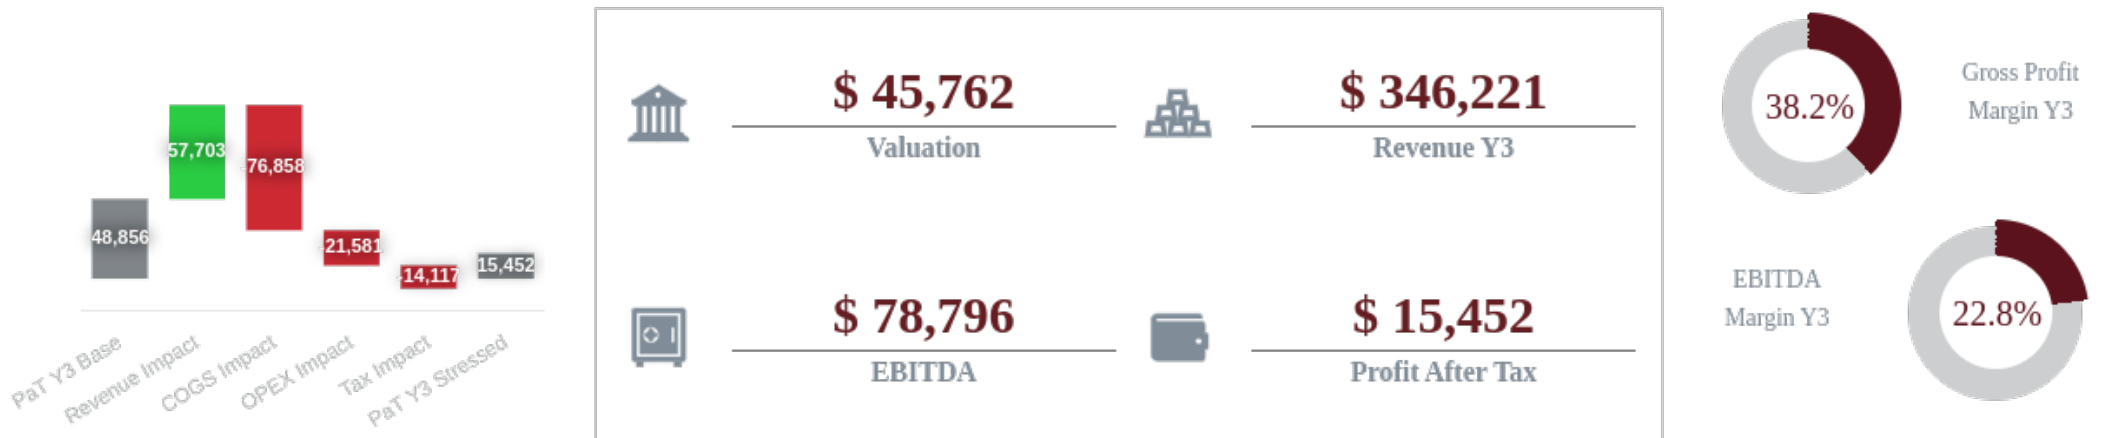 57,703
-76,858
48,856
-21,581
-14,117
15,452
PaT Y3 Base
Revenue Impact
COGS Impact
OPEX Impact
Tax Impact
PaT Y3 Stressed
$ 45,762
Valuation
$ 346,221
Revenue Y3
$ 78,796
EBITDA
$ 15,452
Profit After Tax
38.2%
Gross Profit
Margin Y3
EBITDA
Margin Y3
22.8%